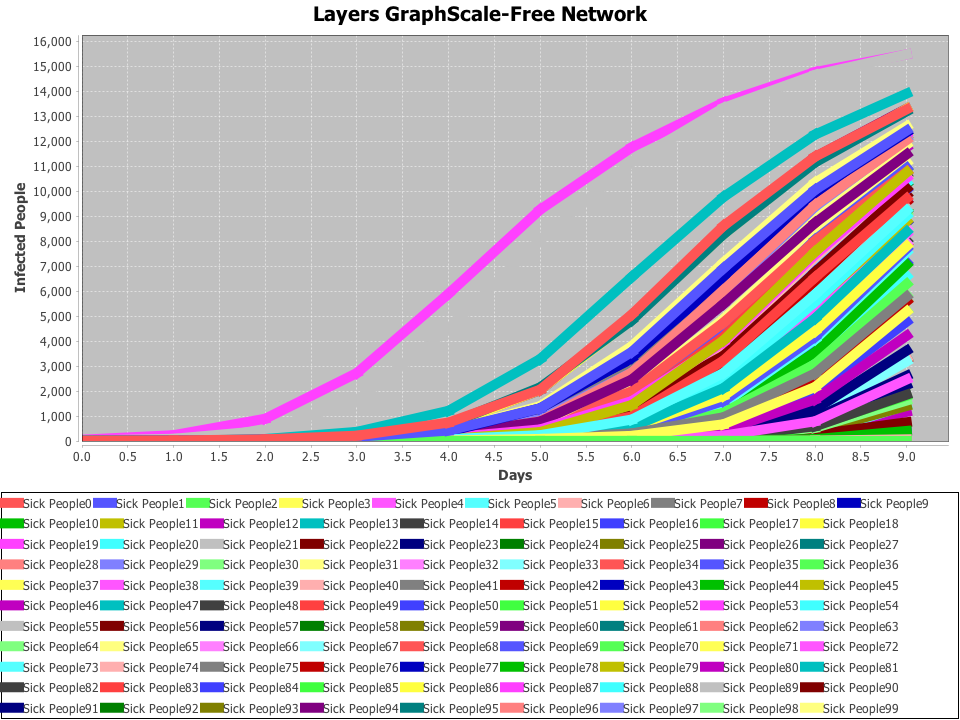 Layers GraphScale-Free Network
16,000
15,000
14,000
13,000
12,000
11,000
10,000
9,000
8,000
7,000
6,000
5,000
4,000
3,000
2,000
1,000
0
Infected People
0.0 0.5 1.0 1.5 2.0 2.5 3.0 3.5 4.0 4.5 5.0 5.5 6.0 6.5 7.0 7.5 8.0 8.5 9.0
Days
Sick People0 Sick People1 Sick People2 Sick People3 Sick People4 Sick People5 Sick People6 Sick People7 Sick People8 Sick People9
Sick People10 Sick People11 Sick People12 Sick People13 Sick People14 Sick People15 Sick People16 Sick People17 Sick People18
Sick People19 Sick People20 Sick People21 Sick People22 Sick People23 Sick People24 Sick People25 Sick People26 Sick People27
Sick People28 Sick People29 Sick People30 Sick People31 Sick People32 Sick People33 Sick People34 Sick People35 Sick People36
Sick People37 Sick People38 Sick People39 Sick People40 Sick People41 Sick People42 Sick People43 Sick People44 Sick People45
Sick People46 Sick People47 Sick People48 Sick People49 Sick People50 Sick People51 Sick People52 Sick People53 Sick People54
Sick People55 Sick People56 Sick People57 Sick People58 Sick People59 Sick People60 Sick People61 Sick People62 Sick People63
Sick People64 Sick People65 Sick People66 Sick People67 Sick People68 Sick People69 Sick People70 Sick People71 Sick People72
Sick People73 Sick People74 Sick People75 Sick People76 Sick People77 Sick People78 Sick People79 Sick People80 Sick People81
Sick People82 Sick People83 Sick People84 Sick People85 Sick People86 Sick People87 Sick People88 Sick People89 Sick People90
Sick People91 Sick People92 Sick People93 Sick People94 Sick People95 Sick People96 Sick People97 Sick People98 Sick People99